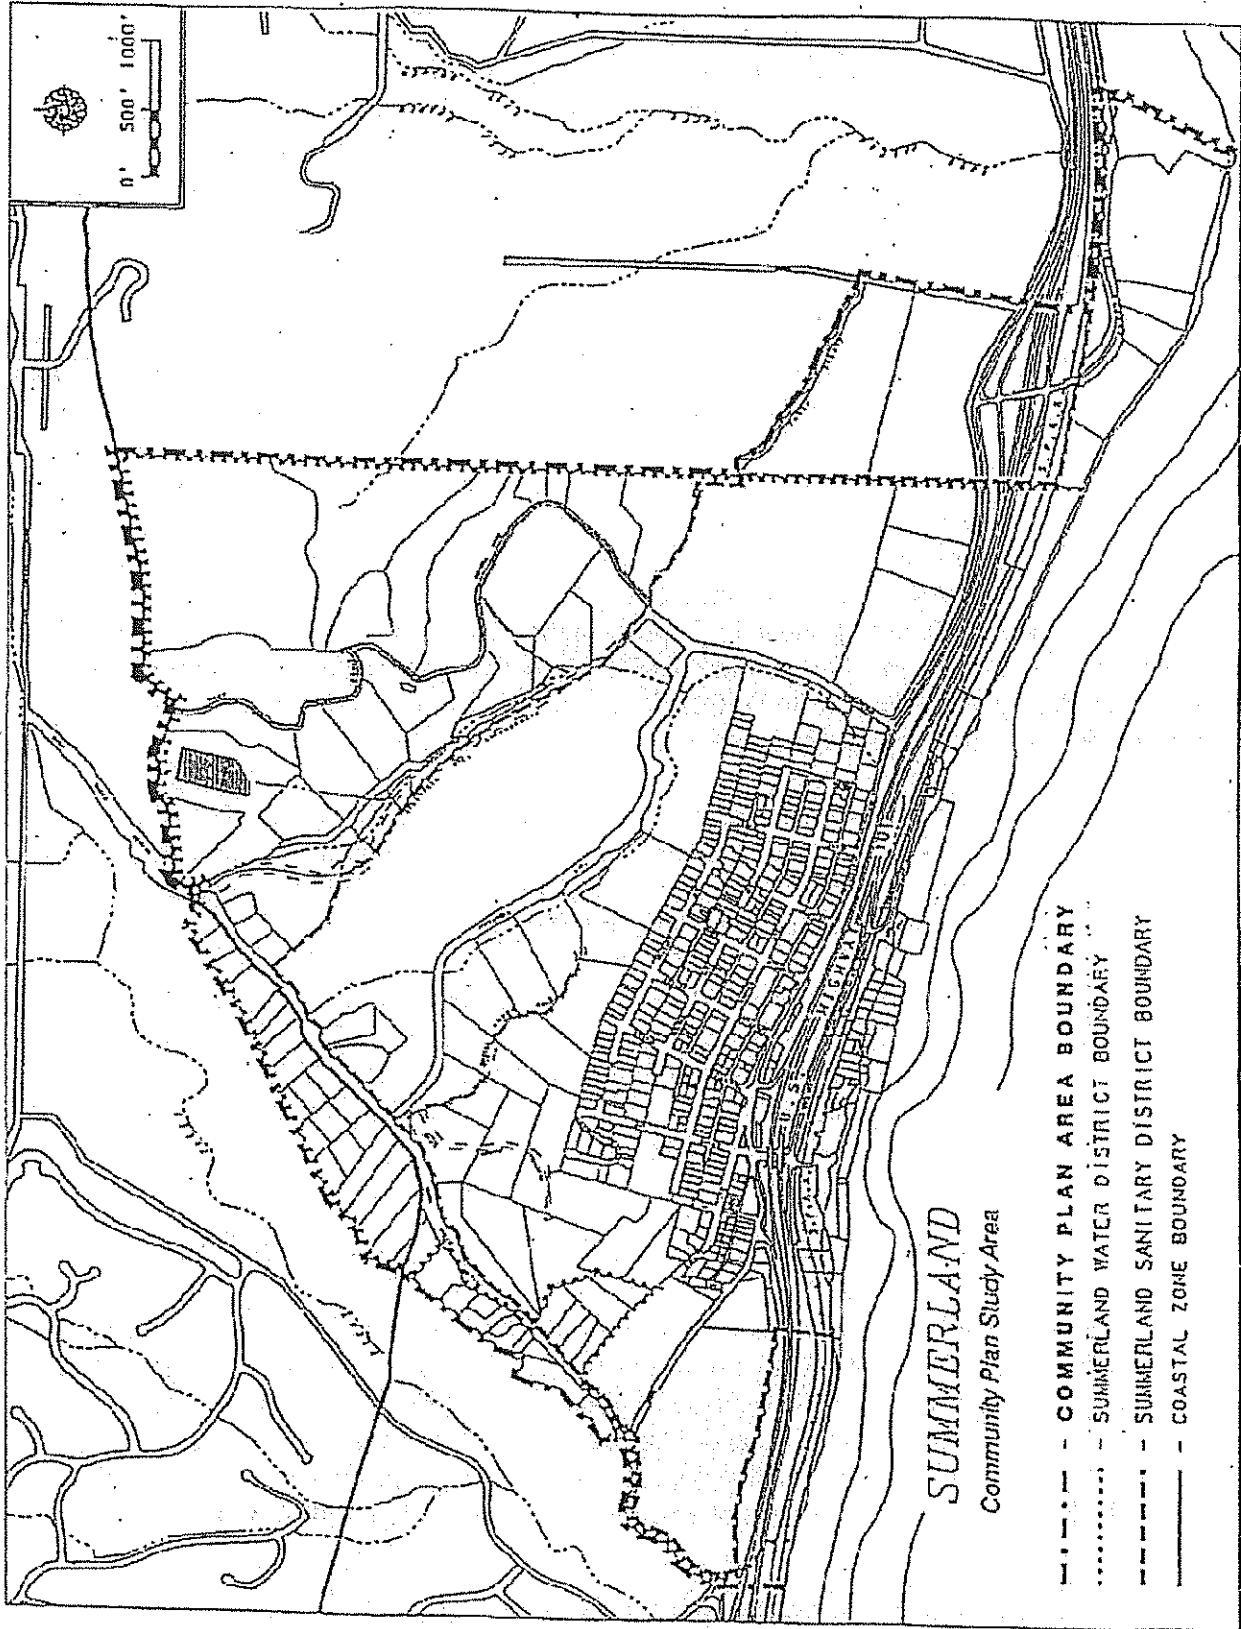 0' 500' 1000'
S.P.R.R.
U.S. HIGHWAY 101
S.P.R.R.
SUMMERLAND
Community Plan Study Area
- COMMUNITY PLAN AREA BOUNDARY
- SUMMERLAND WATER DISTRICT BOUNDARY
- SUMMERLAND SANITARY DISTRICT BOUNDARY
- COASTAL ZONE BOUNDARY